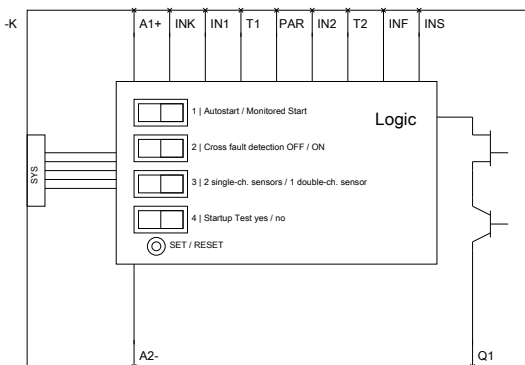 -K
A1+ INK IN1 T1 PAR IN2 T2 INF INS
1 | Autostart / Monitored Start
Logic
2 | Cross fault detection OFF / ON
SYS
3 | 2 single-ch. sensors / 1 double-ch. sensor
4 | Startup Test yes / no
SET / RESET
A2-
Q1